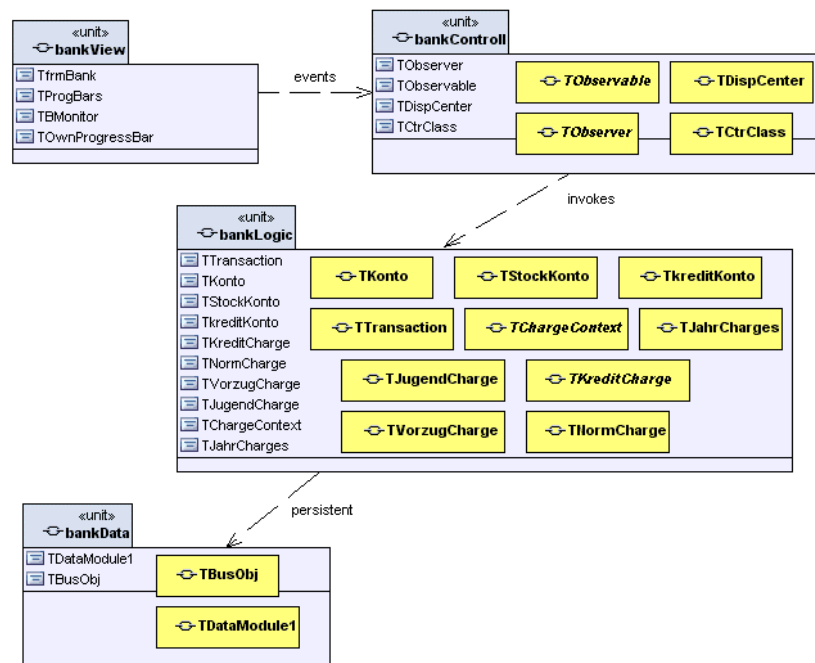 «unit»
bankView
TfrmBank
TProgBars
TBMonitor
TOwnProgressBar
events
«unit»
bankControll
TObserver
TObservable
TDispCenter
TCtrClass
TObservable
TDispCenter
TObserver
TCtrClass
invokes
«unit»
bankLogic
TTransaction
TKonto
TStockKonto
TkreditKonto
TKreditCharge
TNormCharge
TVorzugCharge
TJugendCharge
TChargeContext
TJahrCharges
TKonto
TStockKonto
TkreditKonto
TTransaction
TChargeContext
TJahrCharges
TJugendCharge
TKreditCharge
TVorzugCharge
TNormCharge
persistent
«unit»
bankData
TDataModule1
TBusObj
TBusObj
TDataModule1